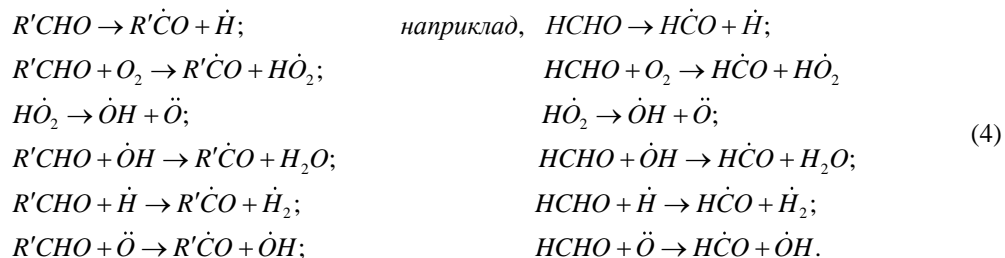 R′CHO → R′ĊO + Ḣ; наприклад, HCHO → HĊO + Ḣ;
R′CHO + O₂ → R′ĊO + HȮ₂; HCHO + O₂ → HĊO + HȮ₂
HȮ₂ → ȮH + Ö; HȮ₂ → ȮH + Ö;
(4)
R′CHO + ȮH → R′ĊO + H₂O; HCHO + ȮH → HĊO + H₂O;
R′CHO + Ḣ → R′ĊO + Ḣ₂; HCHO + Ḣ → HĊO + Ḣ₂;
R′CHO + Ö → R′ĊO + ȮH; HCHO + Ö → HĊO + ȮH.